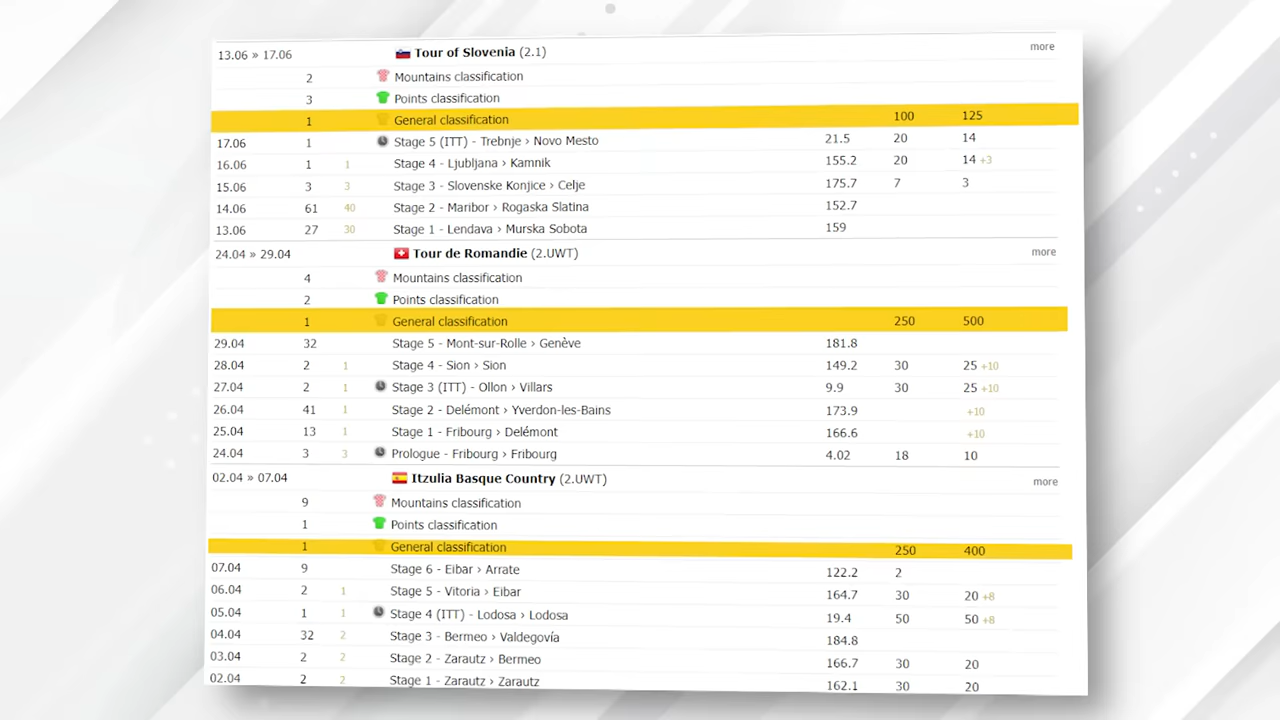 13.06 » 17.06 Tour of Slovenia (2.1) more
2 Mountains classification
3 Points classification
1 General classification 100 125
17.06 1 Stage 5 (ITT) - Trebnje › Novo Mesto 21.5 20 14
16.06 1 1 Stage 4 - Ljubljana › Kamnik 155.2 20 14 +3
15.06 3 3 Stage 3 - Slovenske Konjice › Celje 175.7 7 3
14.06 61 40 Stage 2 - Maribor › Rogaska Slatina 152.7
13.06 27 30 Stage 1 - Lendava › Murska Sobota 159
24.04 » 29.04 Tour de Romandie (2.UWT) more
4 Mountains classification
2 Points classification
1 General classification 250 500
29.04 32 Stage 5 - Mont-sur-Rolle › Genève 181.8
28.04 2 1 Stage 4 - Sion › Sion 149.2 30 25 +10
27.04 2 1 Stage 3 (ITT) - Ollon › Villars 9.9 30 25 +10
26.04 41 1 Stage 2 - Delémont › Yverdon-les-Bains 173.9 +10
25.04 13 1 Stage 1 - Fribourg › Delémont 166.6 +10
24.04 3 3 Prologue - Fribourg › Fribourg 4.02 18 10
02.04 » 07.04 Itzulia Basque Country (2.UWT) more
9 Mountains classification
1 Points classification
1 General classification 250 400
07.04 9 Stage 6 - Eibar › Arrate 122.2 2
06.04 2 1 Stage 5 - Vitoria › Eibar 164.7 30 20 +8
05.04 1 1 Stage 4 (ITT) - Lodosa › Lodosa 19.4 50 50 +8
04.04 32 2 Stage 3 - Bermeo › Valdegovía 184.8
03.04 2 2 Stage 2 - Zarautz › Bermeo 166.7 30 20
02.04 2 2 Stage 1 - Zarautz › Zarautz 162.1 30 20